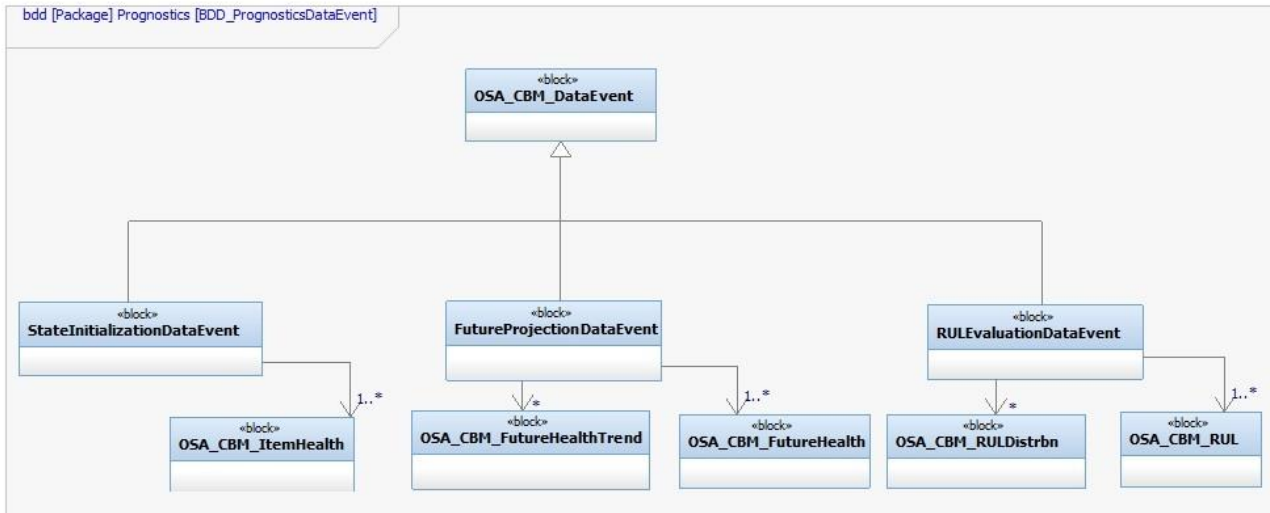 bdd [Package] Prognostics [BDD_PrognosticsDataEvent]
«block»
OSA_CBM_DataEvent
«block»
StateInitializationDataEvent
«block»
FutureProjectionDataEvent
«block»
RULEvaluationDataEvent
1..*
*
1..*
*
1..*
«block»
OSA_CBM_ItemHealth
«block»
OSA_CBM_FutureHealthTrend
«block»
OSA_CBM_FutureHealth
«block»
OSA_CBM_RULDistrbn
«block»
OSA_CBM_RUL